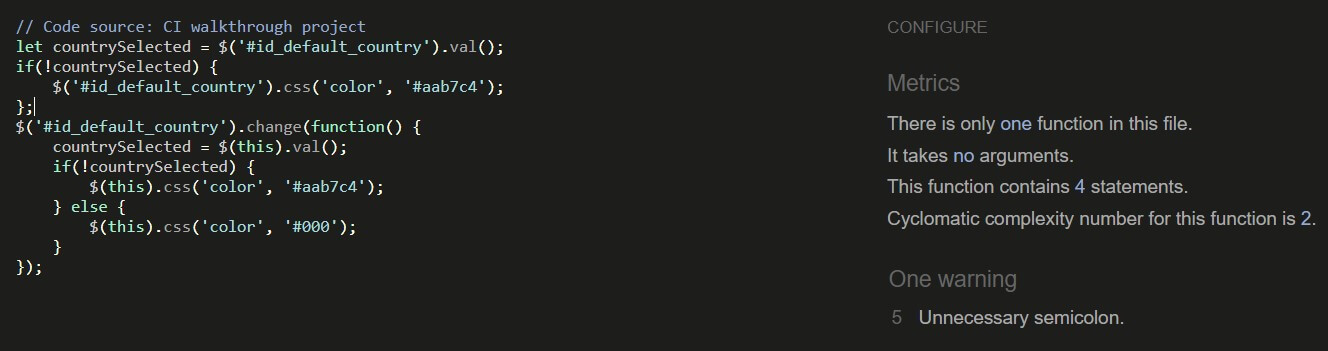 // Code source: CI walkthrough project
let countrySelected = $('#id_default_country').val();
if(!countrySelected) {
    $('#id_default_country').css('color', '#aab7c4');
};
$('#id_default_country').change(function() {
    countrySelected = $(this).val();
    if(!countrySelected) {
        $(this).css('color', '#aab7c4');
    } else {
        $(this).css('color', '#000');
    }
});
CONFIGURE
Metrics
There is only one function in this file.
It takes no arguments.
This function contains 4 statements.
Cyclomatic complexity number for this function is 2.
One warning
5 Unnecessary semicolon.